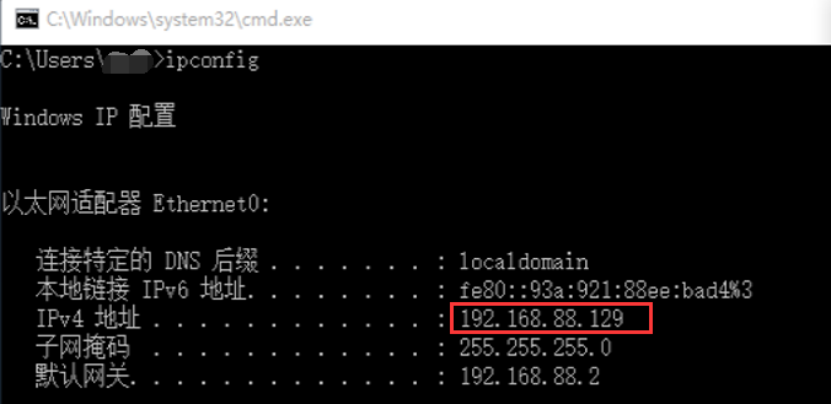 C:\Windows\system32\cmd.exe
C:\Users\ >ipconfig
Windows IP 配置
以太网适配器 Ethernet0:
连接特定的 DNS 后缀 . . . . . . . : localdomain
本地链接 IPv6 地址. . . . . . . . : fe80::93a:921:88ee:bad4%3
IPv4 地址 . . . . . . . . . . . . : 192.168.88.129
子网掩码 . . . . . . . . . . . . : 255.255.255.0
默认网关. . . . . . . . . . . . . : 192.168.88.2